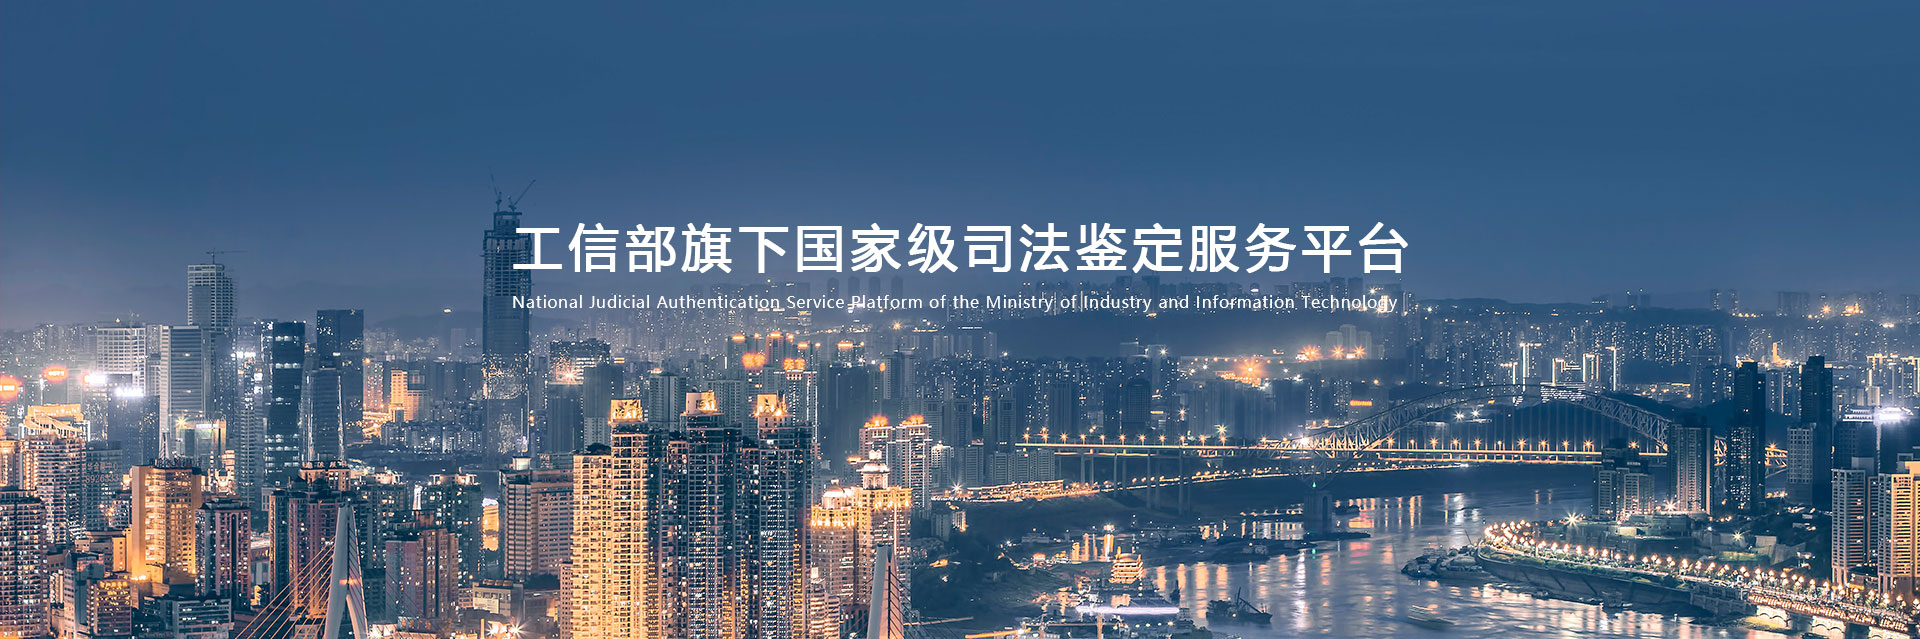 工信部旗下国家级司法鉴定服务平台
National Judicial Authentication Service Platform of the Ministry of Industry and Information Technology